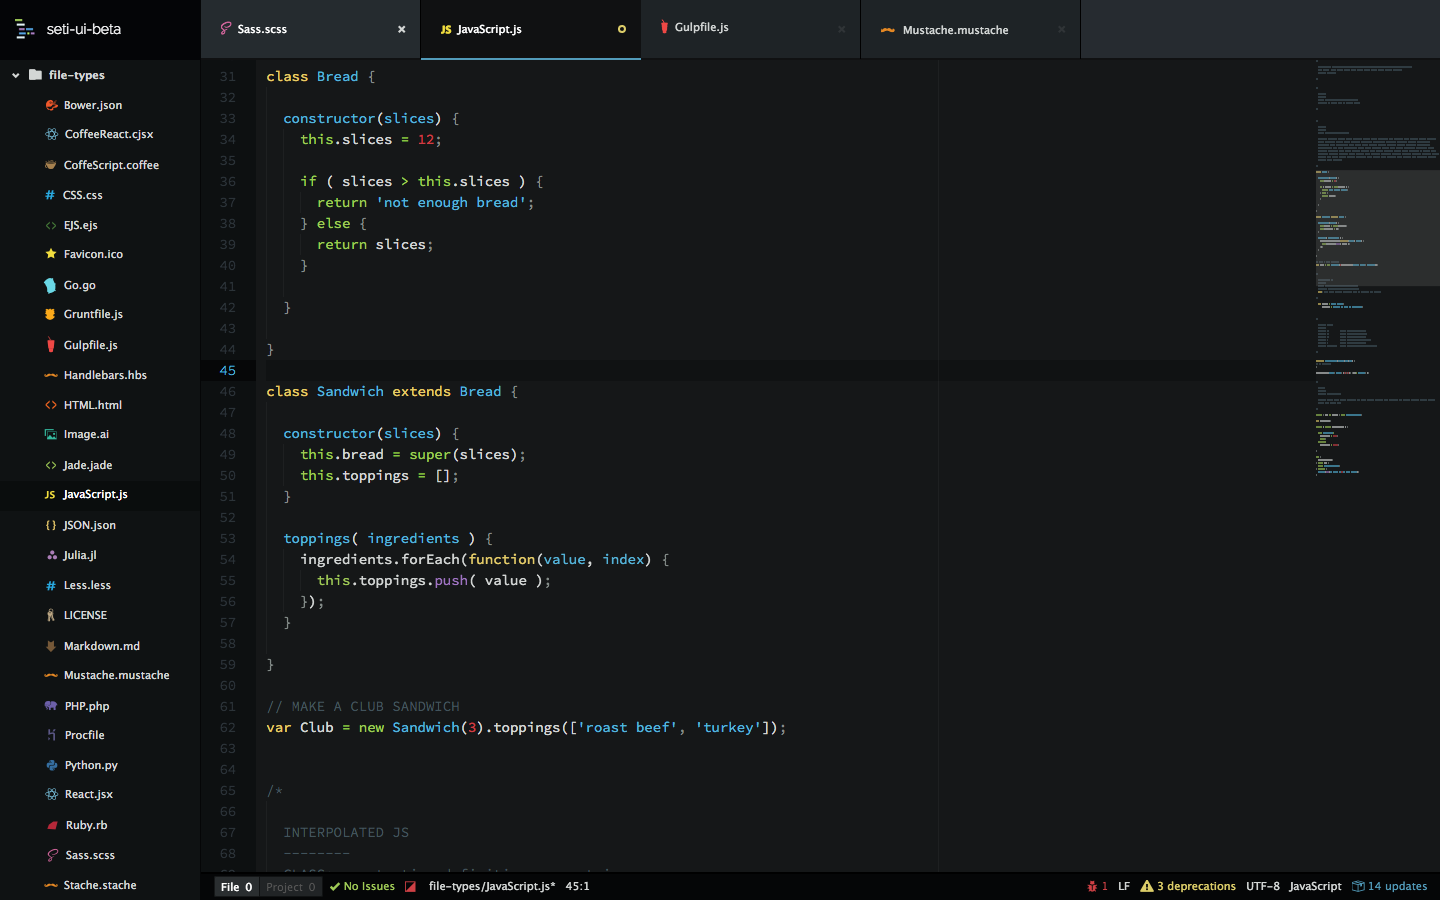 seti-ui-beta
Sass.scss
JS JavaScript.js
Gulpfile.js
Mustache.mustache
file-types
Bower.json
CoffeeReact.cjsx
CoffeScript.coffee
# CSS.css
<> EJS.ejs
Favicon.ico
Go.go
Gruntfile.js
Gulpfile.js
Handlebars.hbs
<> HTML.html
Image.ai
<> Jade.jade
JS JavaScript.js
{} JSON.json
Julia.jl
# Less.less
LICENSE
Markdown.md
Mustache.mustache
PHP.php
Procfile
Python.py
React.jsx
Ruby.rb
Sass.scss
Stache.stache
31 class Bread {
32
33 constructor(slices) {
34 this.slices = 12;
35
36 if ( slices > this.slices ) {
37 return 'not enough bread';
38 } else {
39 return slices;
40 }
41
42 }
43
44 }
45
46 class Sandwich extends Bread {
47
48 constructor(slices) {
49 this.bread = super(slices);
50 this.toppings = [];
51 }
52
53 toppings( ingredients ) {
54 ingredients.forEach(function(value, index) {
55 this.toppings.push( value );
56 });
57 }
58
59 }
60
61 // MAKE A CLUB SANDWICH
62 var Club = new Sandwich(3).toppings(['roast beef', 'turkey']);
63
64
65 /*
66
67 INTERPOLATED JS
68 --------
File 0 Project 0 No Issues file-types/JavaScript.js* 45:1
1 LF 3 deprecations UTF-8 JavaScript 14 updates